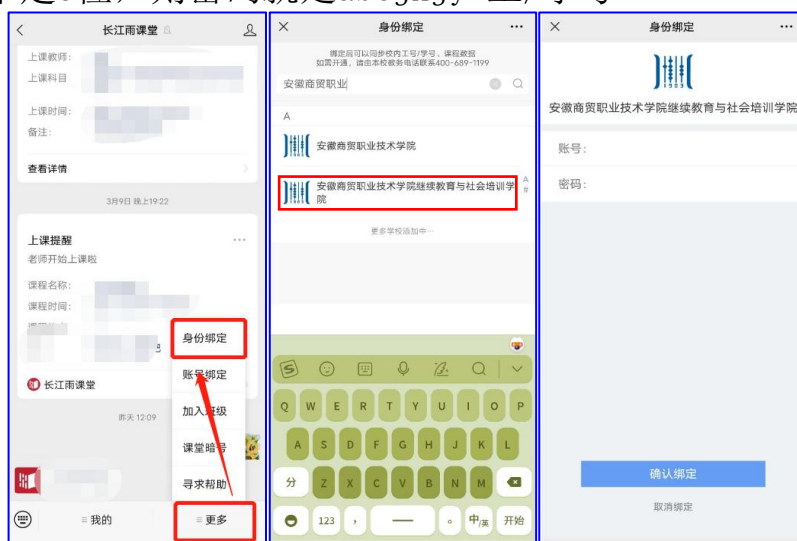 长江雨课堂
上课教师:
上课科目
上课时间:
备注:
查看详情
3月9日 晚上19:22
上课提醒
老师开始上课啦
课程名称:
课程时间:
身份绑定
账号绑定
加入班级
课堂暗号
寻求帮助
长江雨课堂
昨天 12:09
我的
更多
身份绑定
绑定后可以同步校内工号/学号、课程数据
如需开通，请由本校教务电话联系400-689-1199
安徽商贸职业
A
安徽商贸职业技术学院
安徽商贸职业技术学院继续教育与社会培训学
院
A
#
更多学校添加中···
Q W E R T Y U I O P
A S D F G H J K L
分 Z X C V B N M
123 , 。 中/英 开始
身份绑定
1983
安徽商贸职业技术学院继续教育与社会培训学院
账号:
密码:
确认绑定
取消绑定